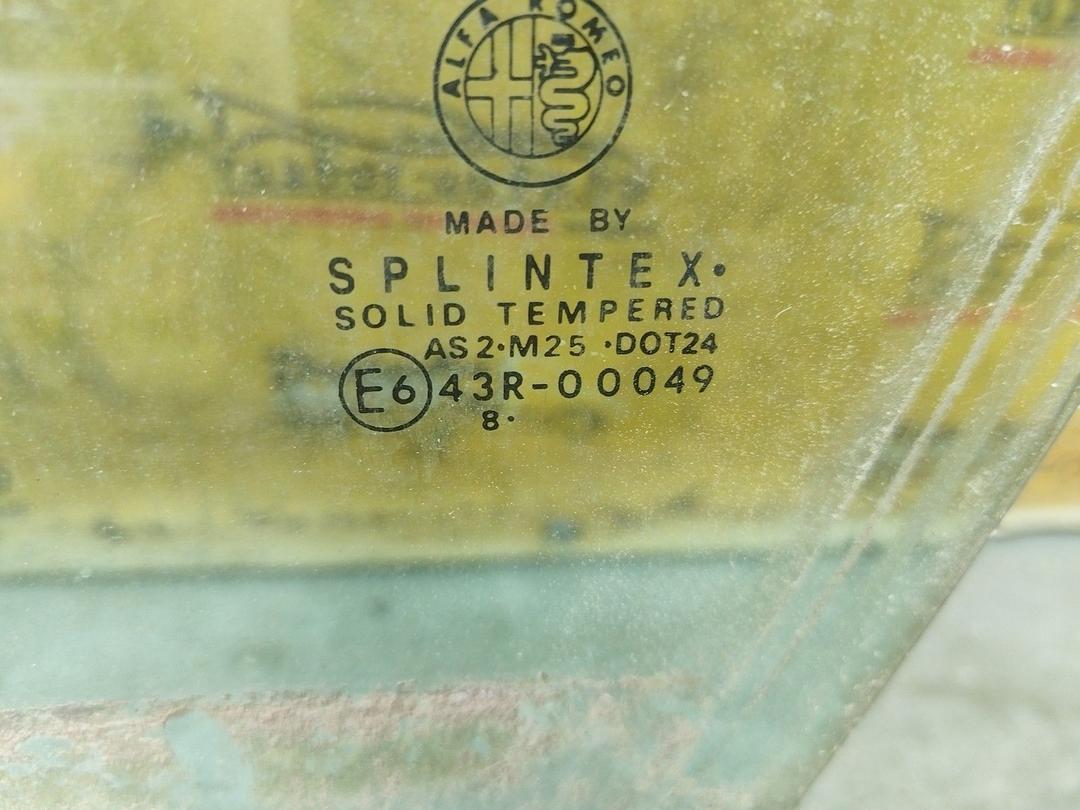 ALFA ROMEO
MADE BY
SPLINTEX•
SOLID TEMPERED
AS2•M25 •DOT24
E6 43R-00049
8•